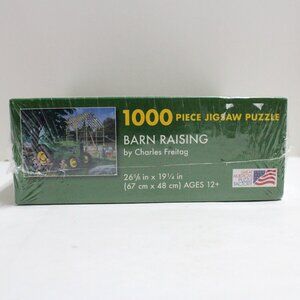 1000 PIECE JIGSAW PUZZLE
BARN RAISING
by Charles Freitag
26⅝ in x 19¼ in
(67 cm x 48 cm) AGES 12+